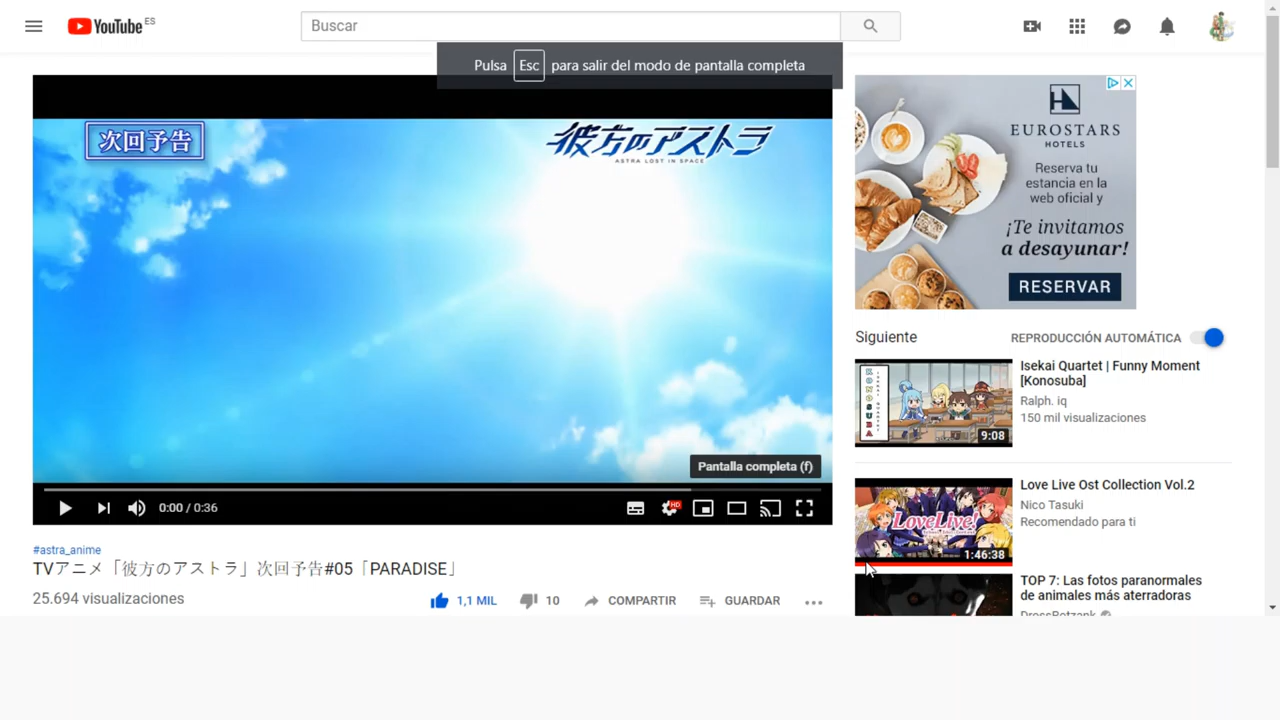 YouTube ES
Buscar
Pulsa Esc para salir del modo de pantalla completa
次回予告
彼方のアストラ
ASTRA LOST IN SPACE
Pantalla completa (f)
0:00 / 0:36
HD
#astra_anime
TVアニメ「彼方のアストラ」次回予告#05「PARADISE」
25.694 visualizaciones
1,1 MIL
10
COMPARTIR
GUARDAR
EUROSTARS
HOTELS
Reserva tu
estancia en la
web oficial y
¡Te invitamos
a desayunar!
RESERVAR
Siguiente
REPRODUCCIÓN AUTOMÁTICA
KONOSUBA
9:08
Isekai Quartet | Funny Moment
[Konosuba]
Ralph. iq
150 mil visualizaciones
LoveLive!
1:46:38
Love Live Ost Collection Vol.2
Nico Tasuki
Recomendado para ti
TOP 7: Las fotos paranormales
de animales más aterradoras
DrossRotzank